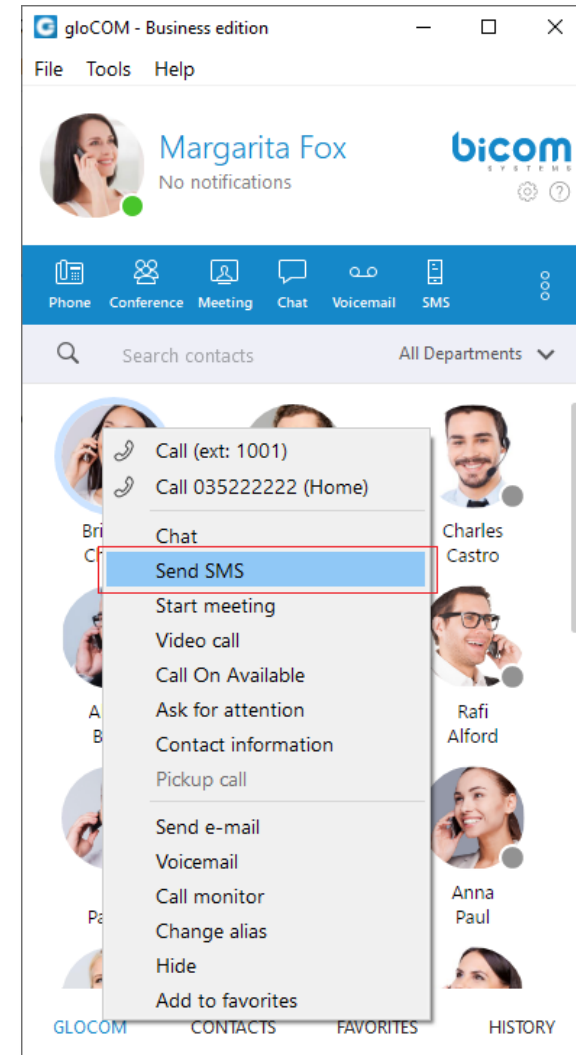 gloCOM - Business edition
File Tools Help
Margarita Fox
No notifications
bicom
SYSTEMS
Phone Conference Meeting Chat Voicemail SMS
Search contacts All Departments
Call (ext: 1001)
Call 035222222 (Home)
Chat
Send SMS
Start meeting
Video call
Call On Available
Ask for attention
Contact information
Pickup call
Send e-mail
Voicemail
Call monitor
Change alias
Hide
Add to favorites
Charles
Castro
Rafi
Alford
Anna
Paul
GLOCOM CONTACTS FAVORITES HISTORY